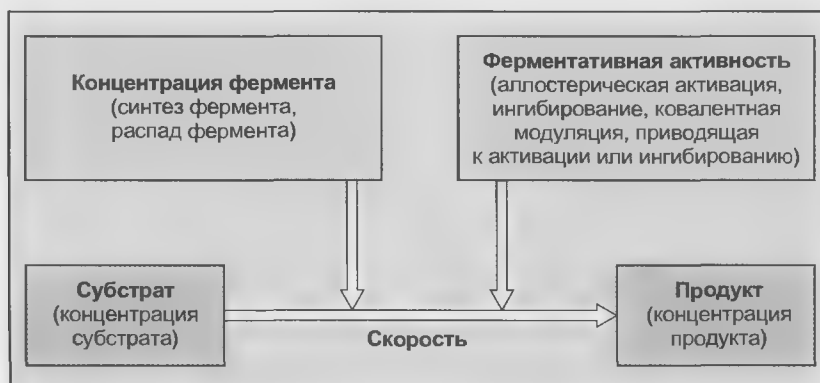 Концентрация фермента
(синтез фермента,
распад фермента)
Ферментативная активность
(аллостерическая активация,
ингибирование, ковалентная
модуляция, приводящая
к активации или ингибированию)
Субстрат
(концентрация
субстрата)
Скорость
Продукт
(концентрация
продукта)